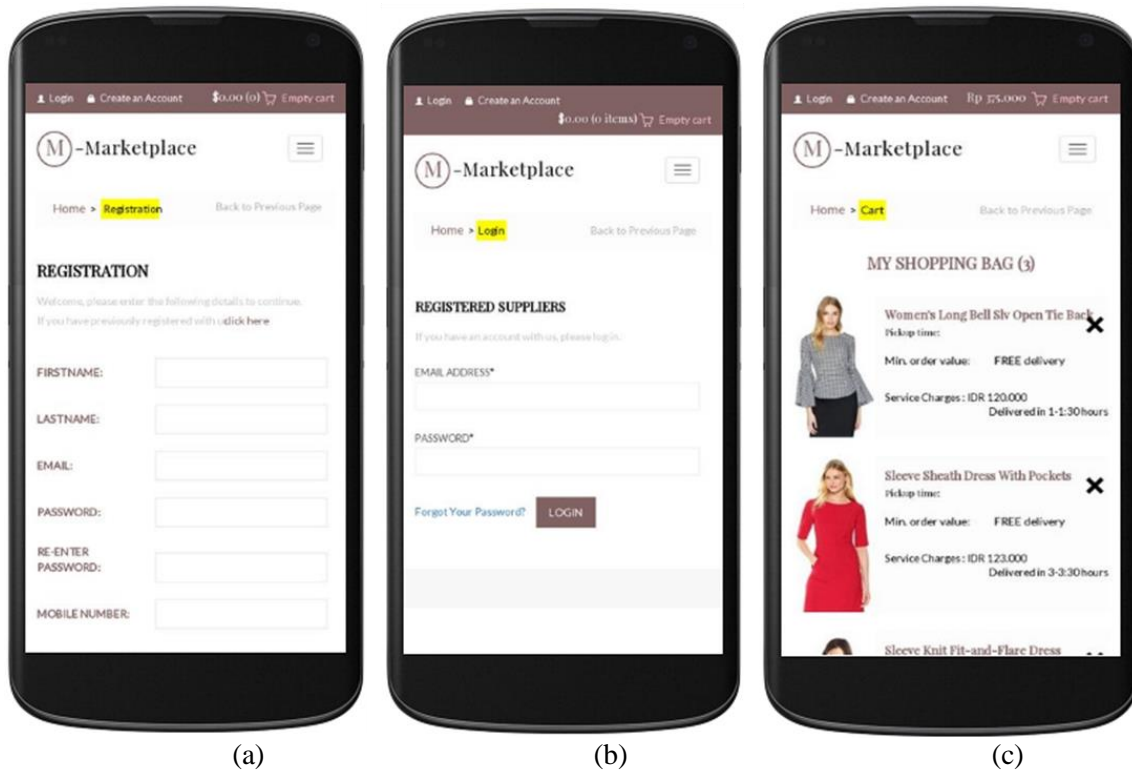 Login Create an Account $0.00 (0) Empty cart
M-Marketplace
Home > Registration Back to Previous Page
REGISTRATION
Welcome, please enter the following details to continue.
If you have previously registered with us click here
FIRSTNAME:
LASTNAME:
EMAIL:
PASSWORD:
RE-ENTER
PASSWORD:
MOBILE NUMBER:
(a)
Login Create an Account
$0.00 (0 items) Empty cart
M-Marketplace
Home > Login Back to Previous Page
REGISTERED SUPPLIERS
If you have an account with us, please log in.
EMAIL ADDRESS*
PASSWORD*
Forgot Your Password? LOGIN
(b)
Login Create an Account Rp 375.000 Empty cart
M-Marketplace
Home > Cart Back to Previous Page
MY SHOPPING BAG (3)
Women's Long Bell Slv Open Tie Back
Pickup time:
Min. order value: FREE delivery
Service Charges : IDR 120.000
Delivered in 1-1:30 hours
Sleeve Sheath Dress With Pockets
Pickup time:
Min. order value: FREE delivery
Service Charges : IDR 123.000
Delivered in 3-3:30 hours
Sleeve Knit Fit-and-Flare Dress
(c)